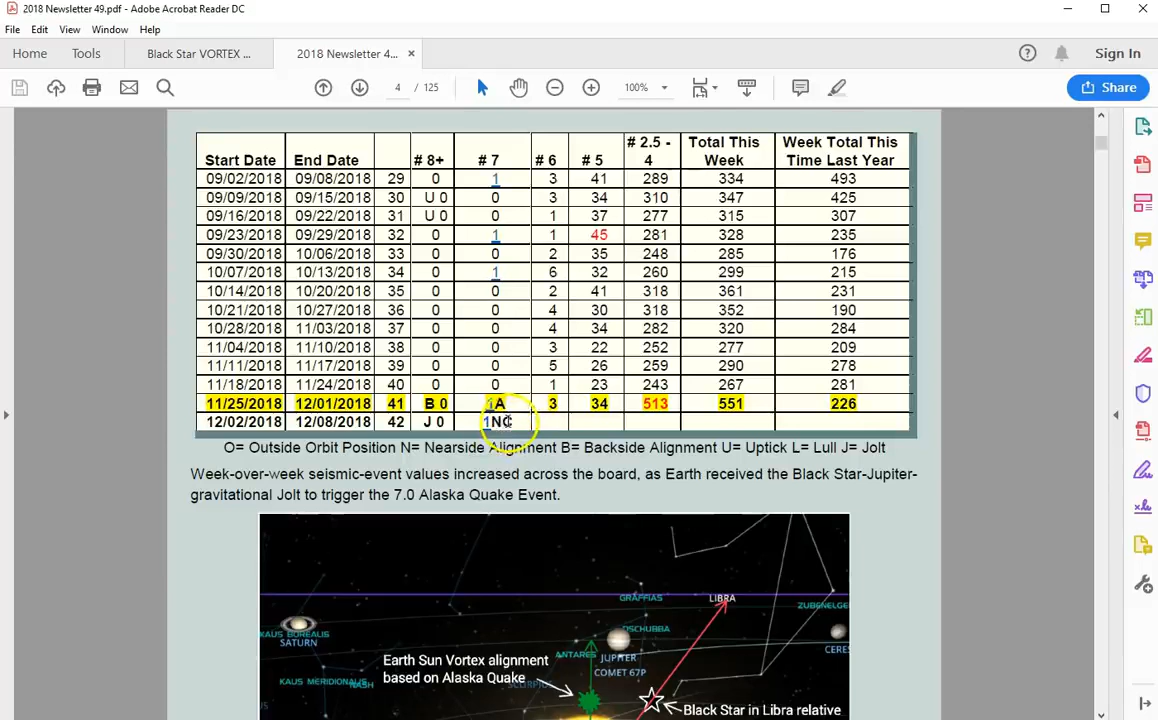 2018 Newsletter 49.pdf - Adobe Acrobat Reader DC
File Edit View Window Help
Home Tools Black Star VORTEX ... 2018 Newsletter 4... × Sign In
4 / 125 100% Share
Start Date End Date # 8+ # 7 # 6 # 5 # 2.5 - 4 Total This Week Week Total This Time Last Year
09/02/2018 09/08/2018 29 0 1 3 41 289 334 493
09/09/2018 09/15/2018 30 U 0 0 3 34 310 347 425
09/16/2018 09/22/2018 31 U 0 0 1 37 277 315 307
09/23/2018 09/29/2018 32 0 1 1 45 281 328 235
09/30/2018 10/06/2018 33 0 0 2 35 248 285 176
10/07/2018 10/13/2018 34 0 1 6 32 260 299 215
10/14/2018 10/20/2018 35 0 0 2 41 318 361 231
10/21/2018 10/27/2018 36 0 0 4 30 318 352 190
10/28/2018 11/03/2018 37 0 0 4 34 282 320 284
11/04/2018 11/10/2018 38 0 0 3 22 252 277 209
11/11/2018 11/17/2018 39 0 0 5 26 259 290 278
11/18/2018 11/24/2018 40 0 0 1 23 243 267 281
11/25/2018 12/01/2018 41 B 0 1A 3 34 513 551 226
12/02/2018 12/08/2018 42 J 0
O= Outside Orbit Position N= Nearside Alignment B= Backside Alignment U= Uptick L= Lull J= Jolt
Week-over-week seismic-event values increased across the board, as Earth received the Black Star-Jupiter-
gravitational Jolt to trigger the 7.0 Alaska Quake Event.
GRAFFIAS LIBRA
ZUBENELGE
KAUS BOREALIS
SATURN
DSCHUBBA
ANTARES JUPITER
COMET 67P
CERE
Earth Sun Vortex alignment
based on Alaska Quake
KAUS MERIDIONALIS
NASH
SCORPIUS
Black Star in Libra relative